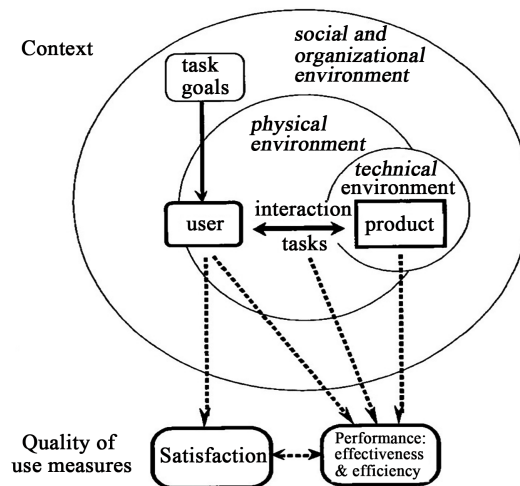 Context
social and
organizational
environment
task
goals
physical
environment
technical
environment
user
interaction
tasks
product
Quality of
use measures
Satisfaction
Performance:
effectiveness
& efficiency